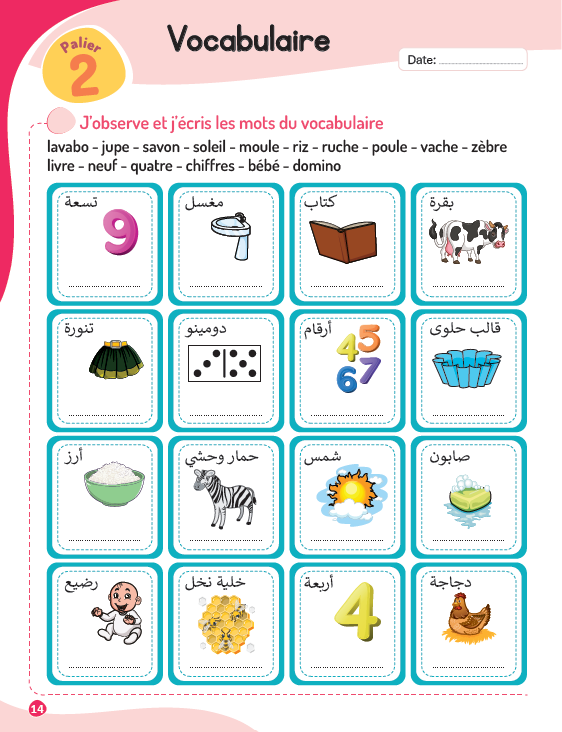 Palier
2
Vocabulaire
Date:
J'observe et j'écris les mots du vocabulaire
lavabo – jupe – savon – soleil – moule – riz – ruche – poule – vache – zèbre
livre – neuf – quatre – chiffres – bébé – domino
تسعة
9
مغسل
كتاب
بقرة
تنورة
دومينو
أرقام
4 5
6 7
قالب حلوى
أرز
حمار وحشي
شمس
صابون
رضيع
خلية نخل
أربعة
4
دجاجة
14